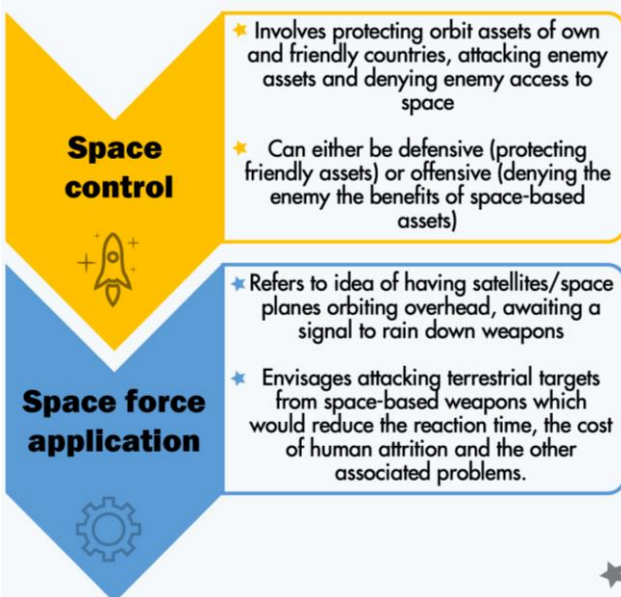 Space
control
Involves protecting orbit assets of own
and friendly countries, attacking enemy
assets and denying enemy access to
space
Can either be defensive (protecting
friendly assets) or offensive (denying the
enemy the benefits of space-based
assets)
Space force
application
Refers to idea of having satellites/space
planes orbiting overhead, awaiting a
signal to rain down weapons
Envisages attacking terrestrial targets
from space-based weapons which
would reduce the reaction time, the cost
of human attrition and the other
associated problems.